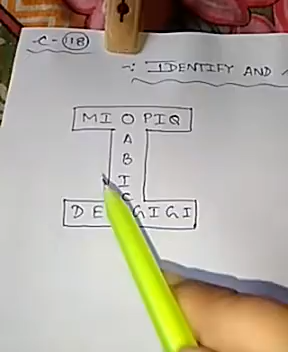 C-118
:- IDENTIFY AND
MIOPIQ
A
B
I
C
DE GIGI